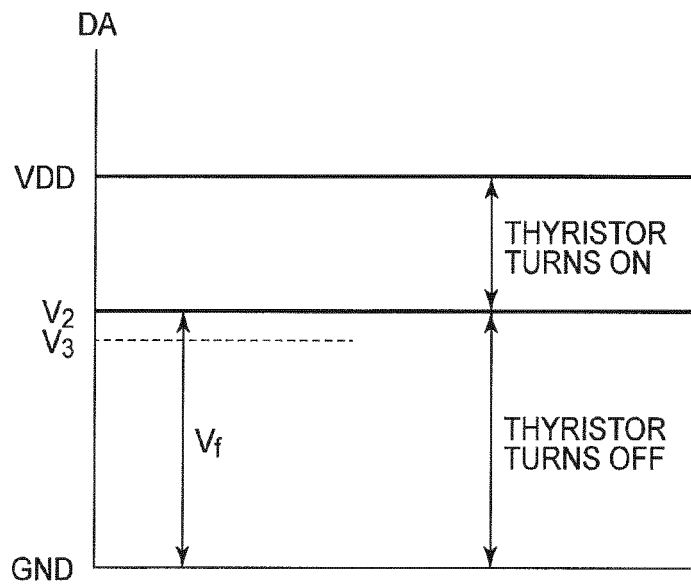 DA
VDD
THYRISTOR
TURNS ON
V2
V3
Vf
THYRISTOR
TURNS OFF
GND